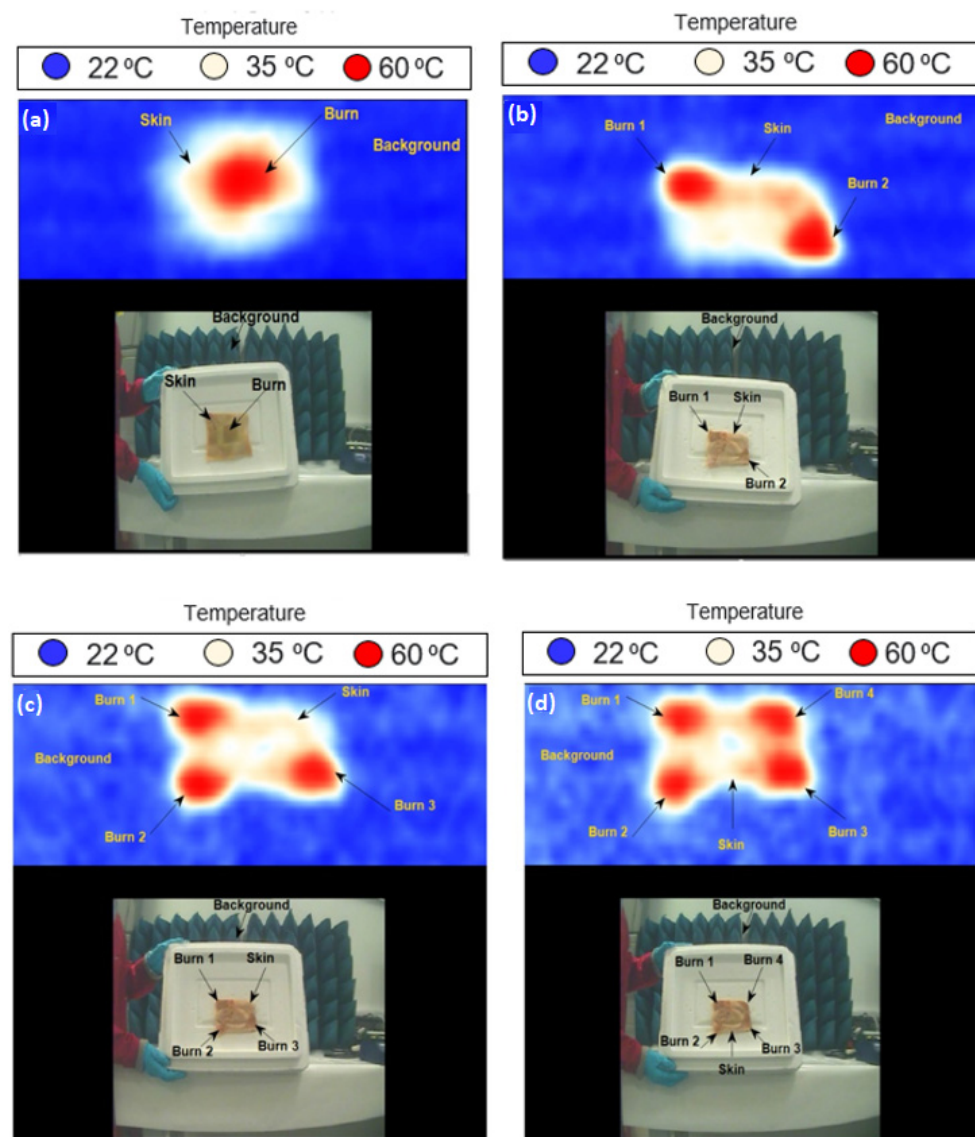 Temperature
22 ºC 35 ºC 60 ºC
(a)
Skin
Burn
Background
Background
Skin
Burn
Temperature
22 ºC 35 ºC 60 ºC
(b)
Burn 1
Skin
Background
Burn 2
Background
Burn 1
Skin
Burn 2
Temperature
22 ºC 35 ºC 60 ºC
(c)
Burn 1
Skin
Background
Burn 3
Burn 2
Background
Burn 1 Skin
Burn 2 Burn 3
Temperature
22 ºC 35 ºC 60 ºC
(d)
Burn 1
Burn 4
Background
Burn 2
Burn 3
Skin
Background
Burn 1 Burn 4
Burn 2 Burn 3
Skin